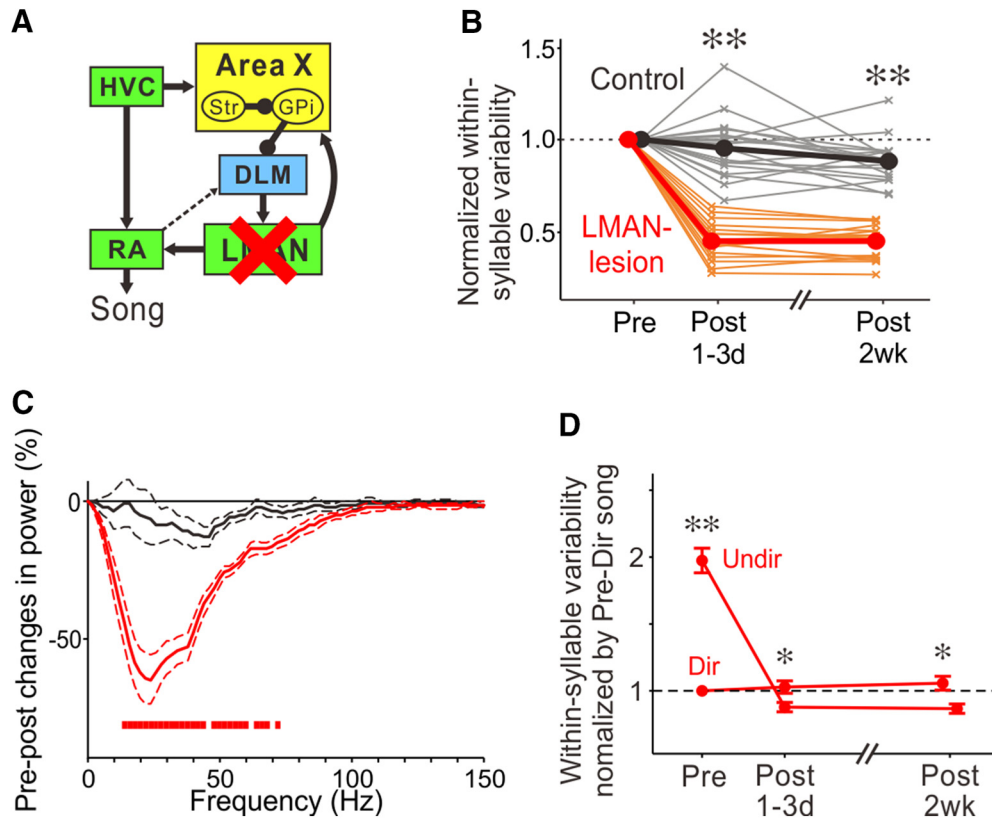 A
HVC
Area X
Str
GPi
DLM
RA
LMAN
Song
B
Normalized within-
syllable variability
1.5
1.0
0.5
**
**
Control
LMAN-
lesion
Pre
Post
1-3d
Post
2wk
C
Pre-post changes in power (%)
0
-50
0
50
100
150
Frequency (Hz)
D
Within-syllable variability
nomalized by Pre-Dir song
2
1
**
Undir
Dir
*
*
Pre
Post
1-3d
Post
2wk